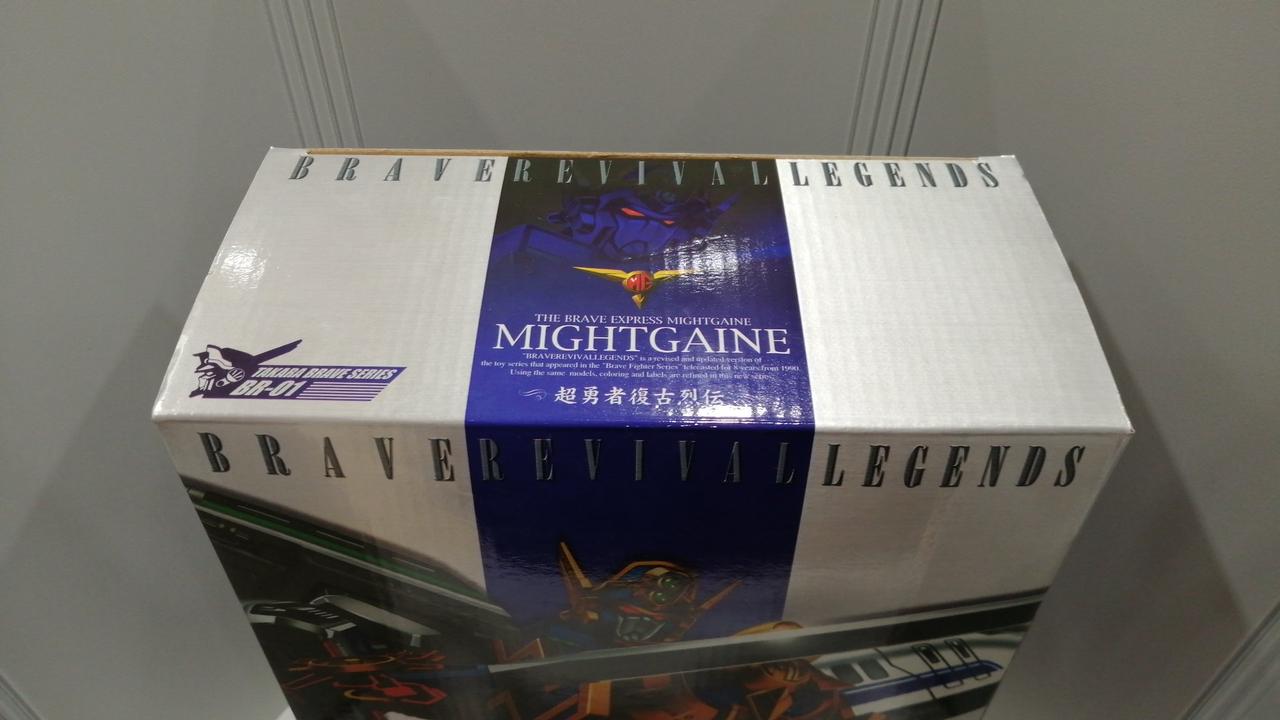 BRAVEREVIVALLEGENDS
MG
THE BRAVE EXPRESS MIGHTGAINE
MIGHTGAINE
"BRAVEREVIVALLEGENDS" is a revised and updated version of
the toy series that appeared in the "Brave Fighter Series" telecasted for 8 years from 1990.
Using the same models, coloring and labels are refined in this new series.
超勇者復古烈伝
TAKARA BRAVE SERIES
BR-01
BRAVEREVIVALLEGENDS